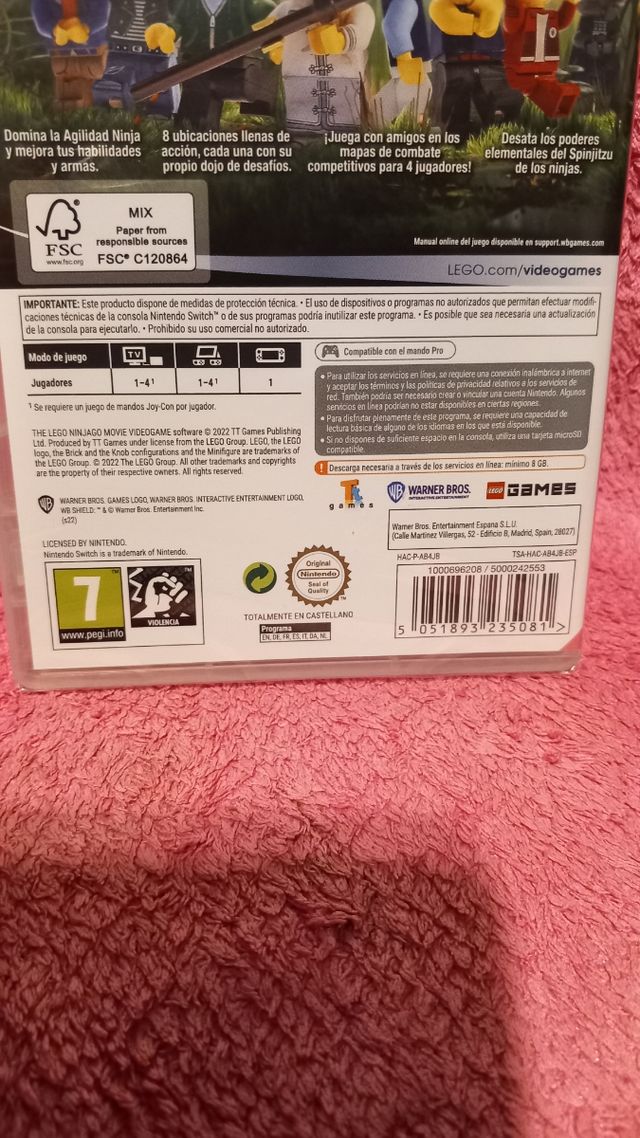 Domina la Agilidad Ninja
y mejora tus habilidades
y armas.
8 ubicaciones llenas de
acción, cada una con su
propio dojo de desafíos.
¡Juega con amigos en los
mapas de combate
competitivos para 4 jugadores!
Desata los poderes
elementales del Spinjitzu
de los ninjas.
FSC
www.fsc.org
MIX
Paper from
responsible sources
FSC® C120864
Manual online del juego disponible en support.wbgames.com
LEGO.com/videogames
IMPORTANTE: Este producto dispone de medidas de protección técnica. • El uso de dispositivos o programas no autorizados que permitan efectuar modifi-
caciones técnicas de la consola Nintendo Switch™ o de sus programas podría inutilizar este programa. • Es posible que sea necesaria una actualización
de la consola para ejecutarlo. • Prohibido su uso comercial no autorizado.
Modo de juego
TV
Jugadores
1-4¹
1-4¹
1
¹ Se requiere un juego de mandos Joy-Con por jugador.
Compatible con el mando Pro
• Para utilizar los servicios en línea, se requiere una conexión inalámbrica a internet
y aceptar los términos y las políticas de privacidad relativos a los servicios de
red. También podría ser necesario crear o vincular una cuenta Nintendo. Algunos
servicios en línea podrían no estar disponibles en ciertas regiones.
• Para disfrutar plenamente de este programa, se requiere una capacidad de
lectura básica de alguno de los idiomas en los que está disponible.
• Si no dispones de suficiente espacio en la consola, utiliza una tarjeta microSD
compatible.
! Descarga necesaria a través de los servicios en línea: mínimo 8 GB.
THE LEGO NINJAGO MOVIE VIDEOGAME software © 2022 TT Games Publishing
Ltd. Produced by TT Games under license from the LEGO Group. LEGO, the LEGO
logo, the Brick and the Knob configurations and the Minifigure are trademarks of
the LEGO Group. © 2022 The LEGO Group. All other trademarks and copyrights
are the property of their respective owners. All rights reserved.
WB
WARNER BROS. GAMES LOGO, WARNER BROS. INTERACTIVE ENTERTAINMENT LOGO,
WB SHIELD: ™ & © Warner Bros. Entertainment Inc.
(s22)
Tt
games
WB
WARNER BROS.
INTERACTIVE ENTERTAINMENT
LEGO
GAMES
Warner Bros. Entertainment Espana S.L.U.
(Calle Martinez Villergas, 52 - Edificio B, Madrid, Spain, 28027)
LICENSED BY NINTENDO.
Nintendo Switch is a trademark of Nintendo.
7
™
www.pegi.info
VIOLENCIA
Original
Nintendo
Seal of
Quality
™
TOTALMENTE EN CASTELLANO
Programa
EN, DE, FR, ES, IT, DA, NL
HAC-P-AB4JB
TSA-HAC-AB4JB-ESP
1000696208 / 5000242553
5 051893 235081 >